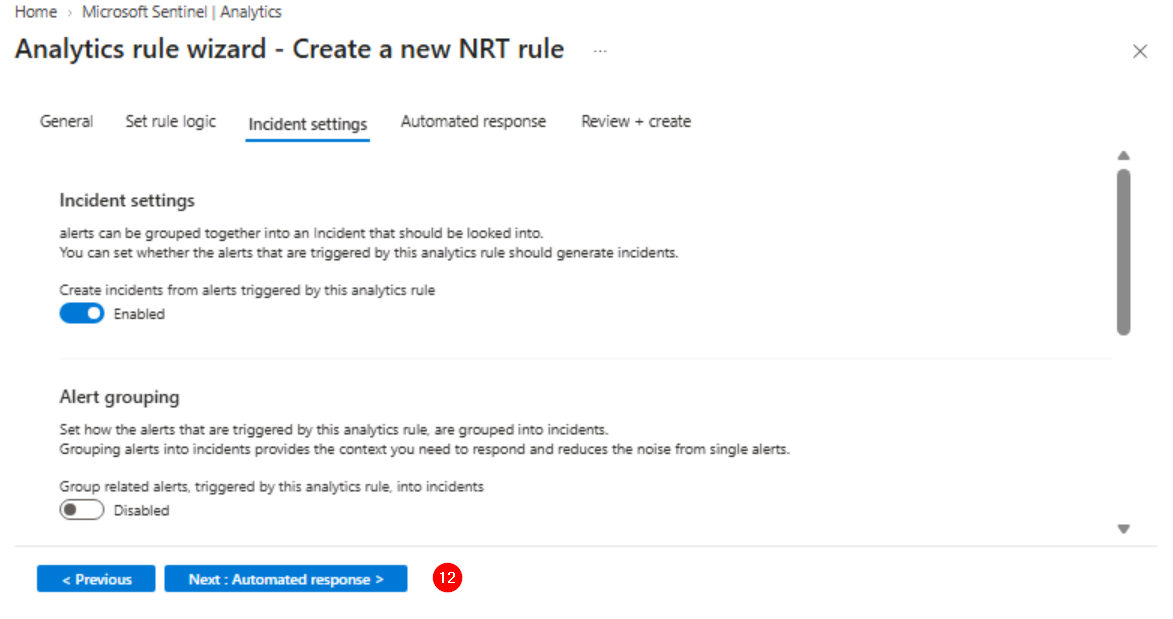 Home › Microsoft Sentinel | Analytics
Analytics rule wizard - Create a new NRT rule ...
General Set rule logic Incident settings Automated response Review + create
Incident settings
alerts can be grouped together into an Incident that should be looked into.
You can set whether the alerts that are triggered by this analytics rule should generate incidents.
Create incidents from alerts triggered by this analytics rule
Enabled
Alert grouping
Set how the alerts that are triggered by this analytics rule, are grouped into incidents.
Grouping alerts into incidents provides the context you need to respond and reduces the noise from single alerts.
Group related alerts, triggered by this analytics rule, into incidents
Disabled
< Previous Next : Automated response > 12